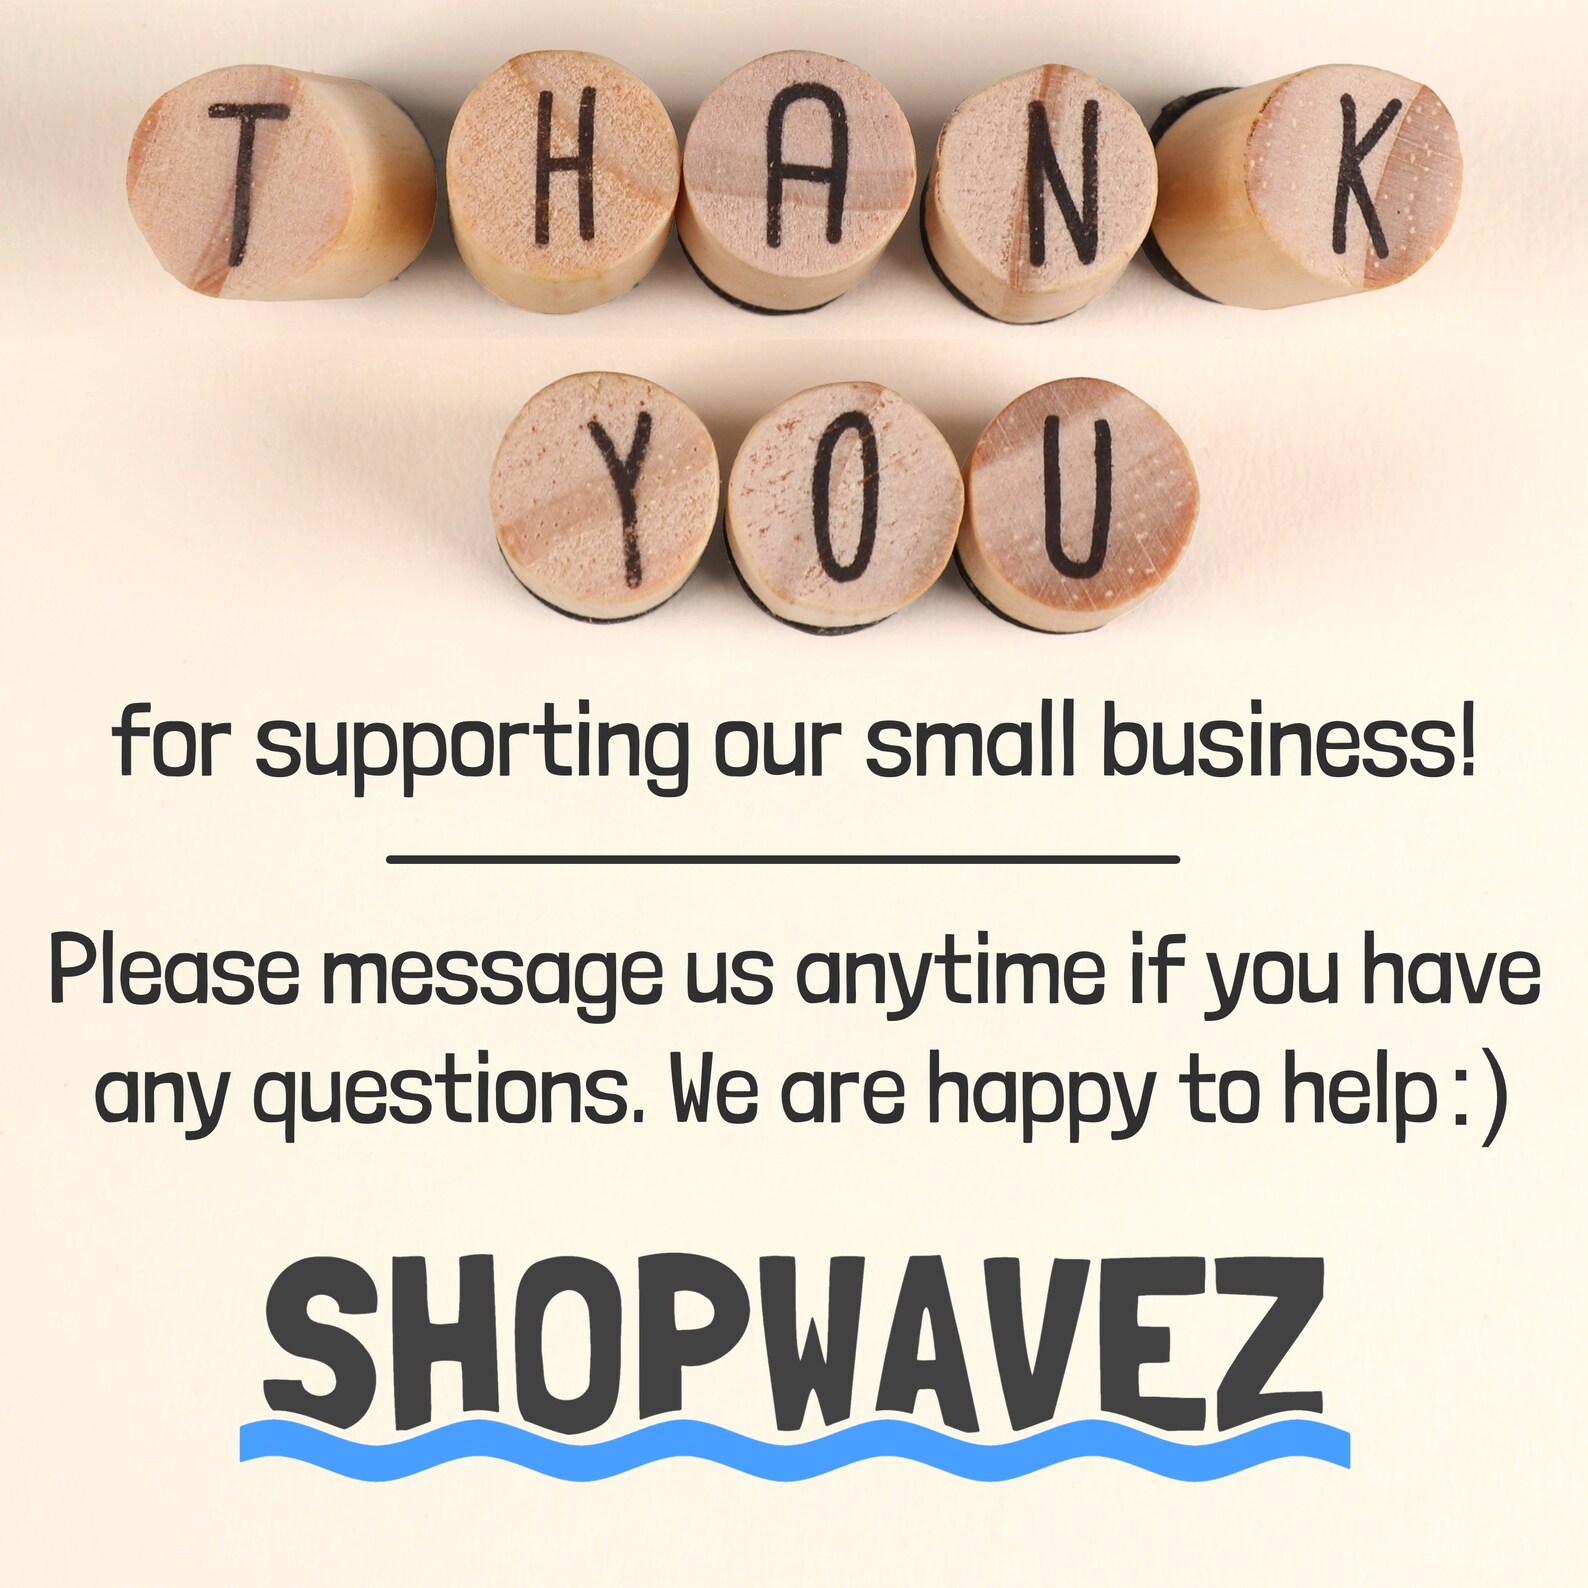 THANK
YOU
for supporting our small business!
Please message us anytime if you have
any questions. We are happy to help :)
SHOPWAVEZ